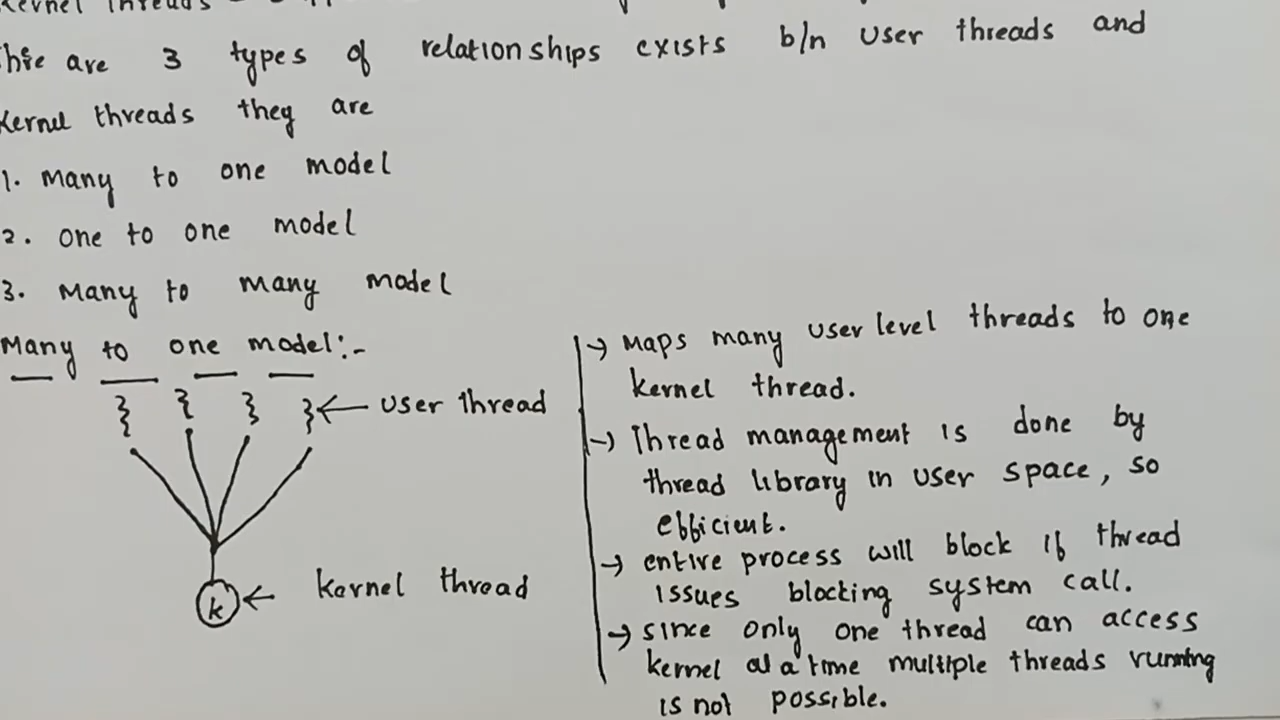 Kernel Threads
There are 3 types of relationships exists b/n user threads and
Kernel threads they are
1. Many to one model
2. one to one model
3. Many to many model
Many to one model:-
← user thread
k ← kernel thread
→ Maps many user level threads to one
kernel thread.
→ Thread management is done by
thread library in user space, so
efficient.
→ entire process will block if thread
issues blocking system call.
→ since only one thread can access
kernel at a time multiple threads running
is not possible.